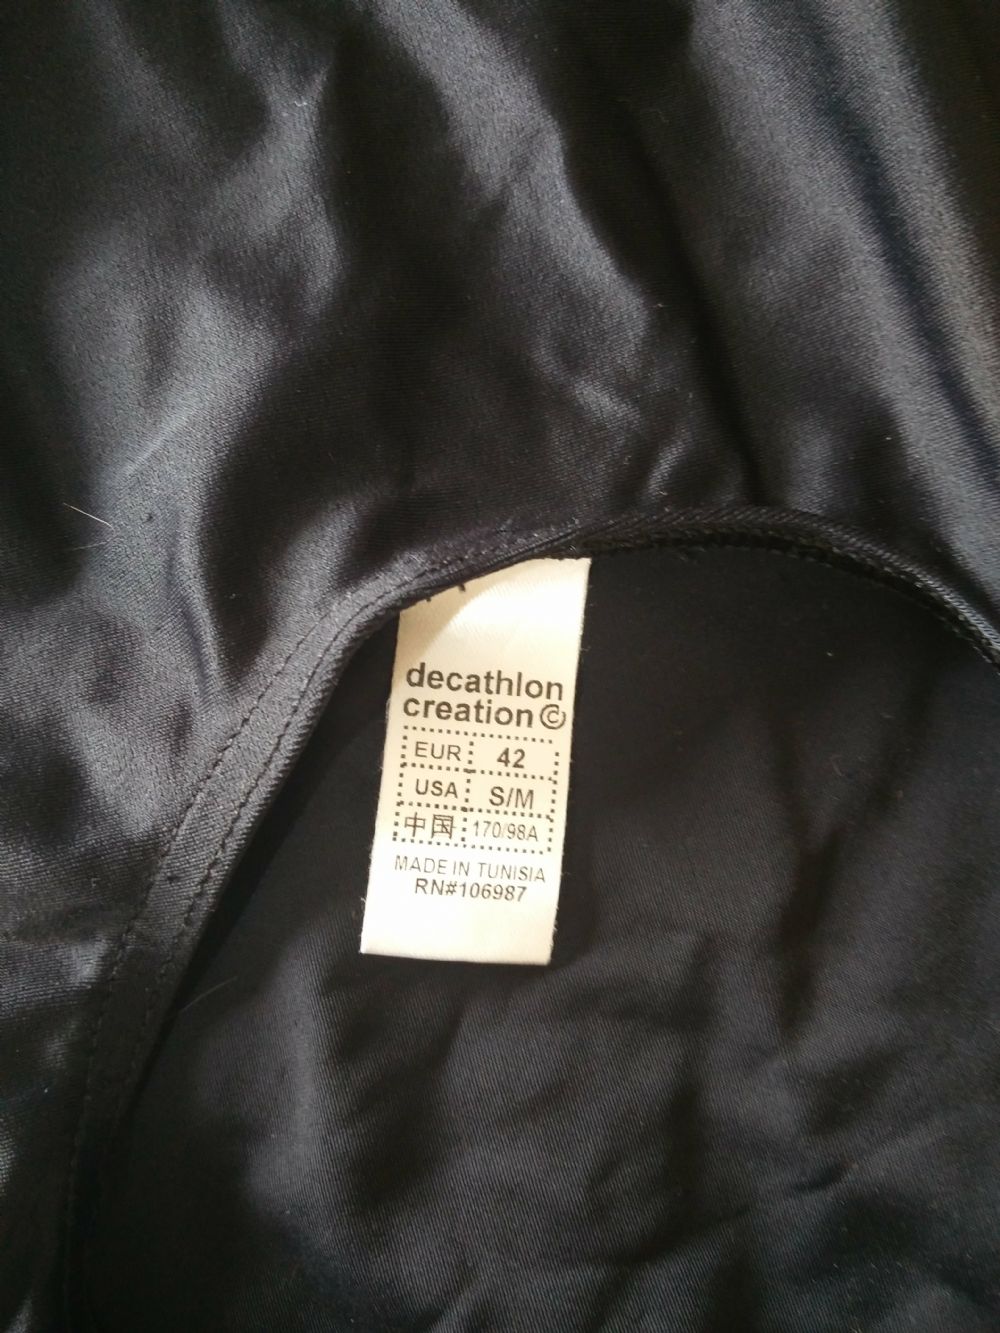 decathlon
creation©
EUR 42
USA S/M
中国 170/98A
MADE IN TUNISIA
RN#106987